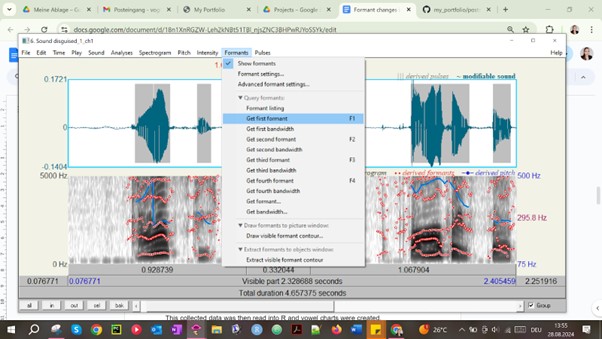 Meine Ablage
Posteingang
My Portfolio
Projects – Google Drive
Formant changes
my_portfolio/poste
docs.google.com/document/d/
6. Sound disguised_1_ch1
File Edit View Play Sound Analyses Spectrogram Pitch Intensity Formants Pulses
Help
Show formants
Formant settings...
Advanced formant settings...
Query formants:
Formant listing
Get first formant F1
Get first bandwidth
Get second formant F2
Get second bandwidth
Get third formant F3
Get third bandwidth
Get fourth formant F4
Get fourth bandwidth
Get formant...
Get bandwidth...
Draw formants to picture window:
Draw visible formant contour...
Extract formants to objects window:
Extract visible formant contour
0.1721
0
-0.1404
5000 Hz
0 Hz
derived pulses
~ modifiable sound
derived formants
derived pitch
500 Hz
295.8 Hz
75 Hz
0.928739 0.332044 1.067904
0.076771 0.076771 Visible part 2.328688 seconds 2.405459 2.251916
Total duration 4.657375 seconds
all in out sel bak
Group
This collected data was then read into R and vowel charts were created.
26°C
DEU
13:55
28.08.2024